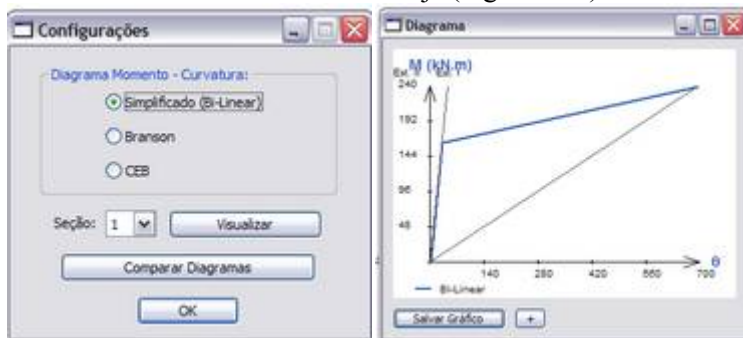 Configurações
Diagrama Momento - Curvatura:
Simplificado (Bi-Linear)
Branson
CEB
Seção: 1 Visualizar
Comparar Diagramas
OK
Diagrama
M (kN.m)
240
192
144
96
48
140 280 420 560 700
θ
Bi-Linear
Salvar Gráfico +